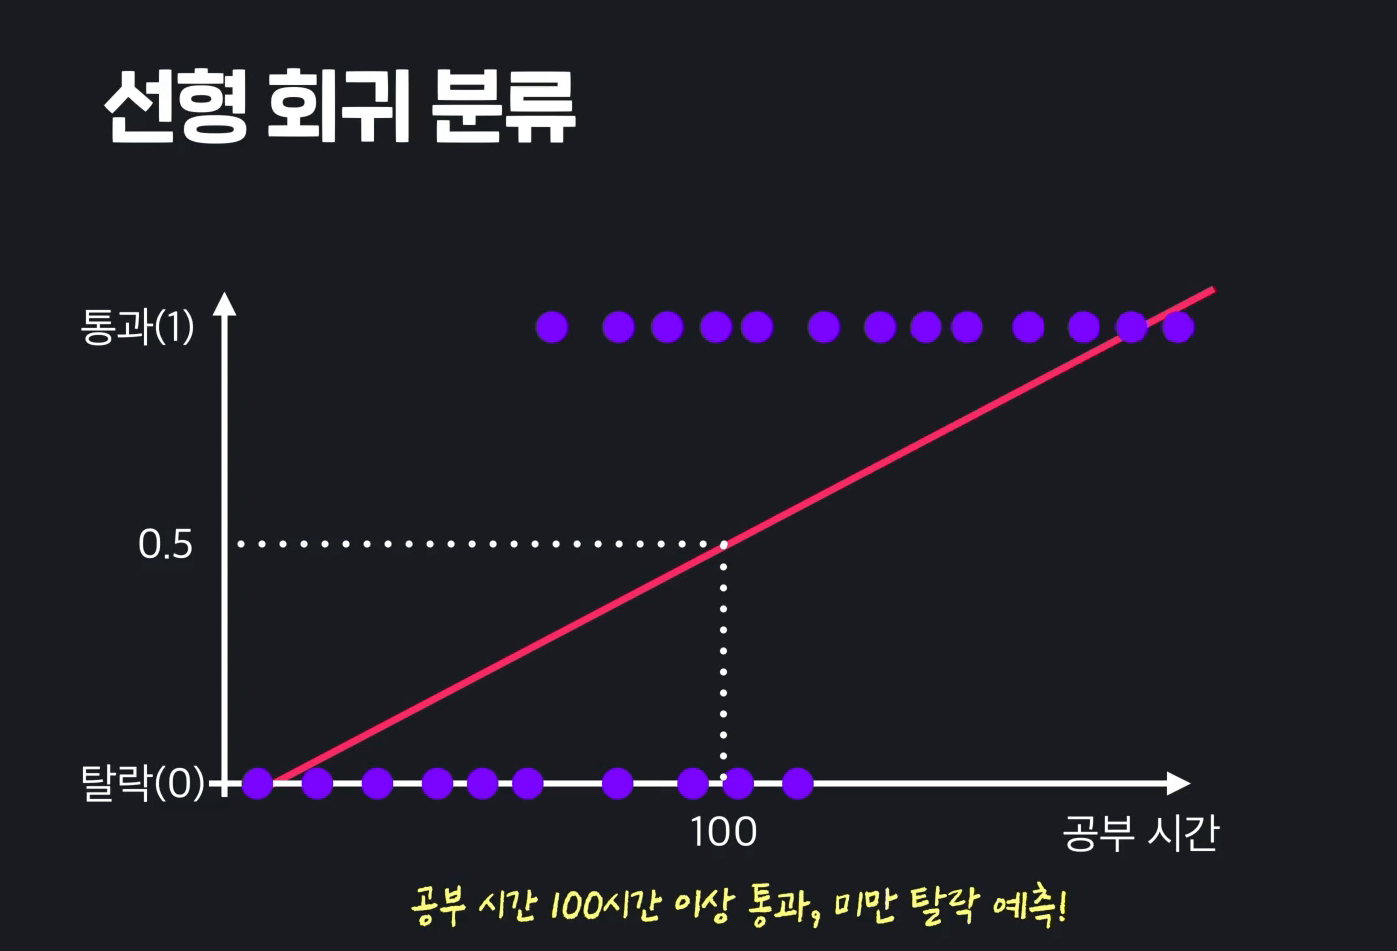 선형 회귀 분류
통과(1)
0.5
탈락(0)
100
공부 시간
공부 시간 100시간 이상 통과, 미만 탈락 예측!